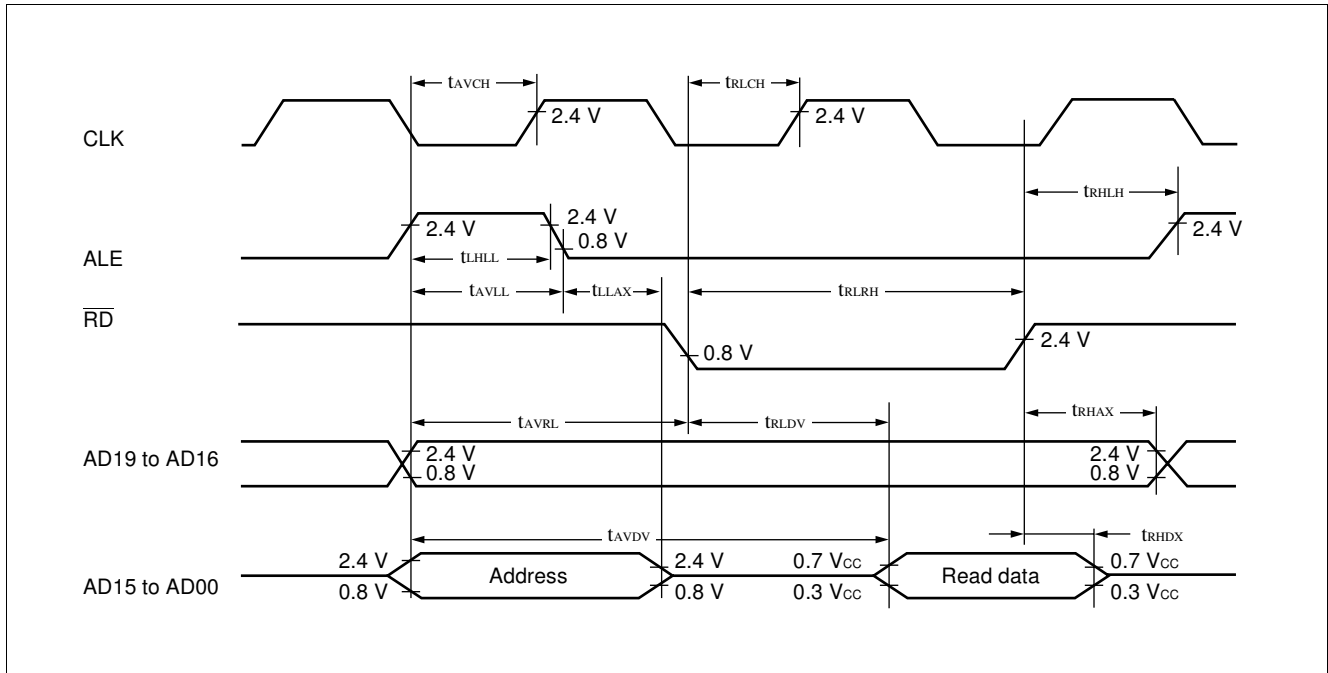 tAVCH
tRLCH
CLK
2.4 V
2.4 V
tRHLH
ALE
2.4 V
2.4 V
0.8 V
2.4 V
tLHLL
tAVLL
tLLAX
tRLRH
RD
0.8 V
2.4 V
tAVRL
tRLDV
tRHAX
AD19 to AD16
2.4 V
0.8 V
2.4 V
0.8 V
tAVDV
tRHDX
AD15 to AD00
2.4 V
0.8 V
Address
2.4 V
0.8 V
0.7 VCC
0.3 VCC
Read data
0.7 VCC
0.3 VCC